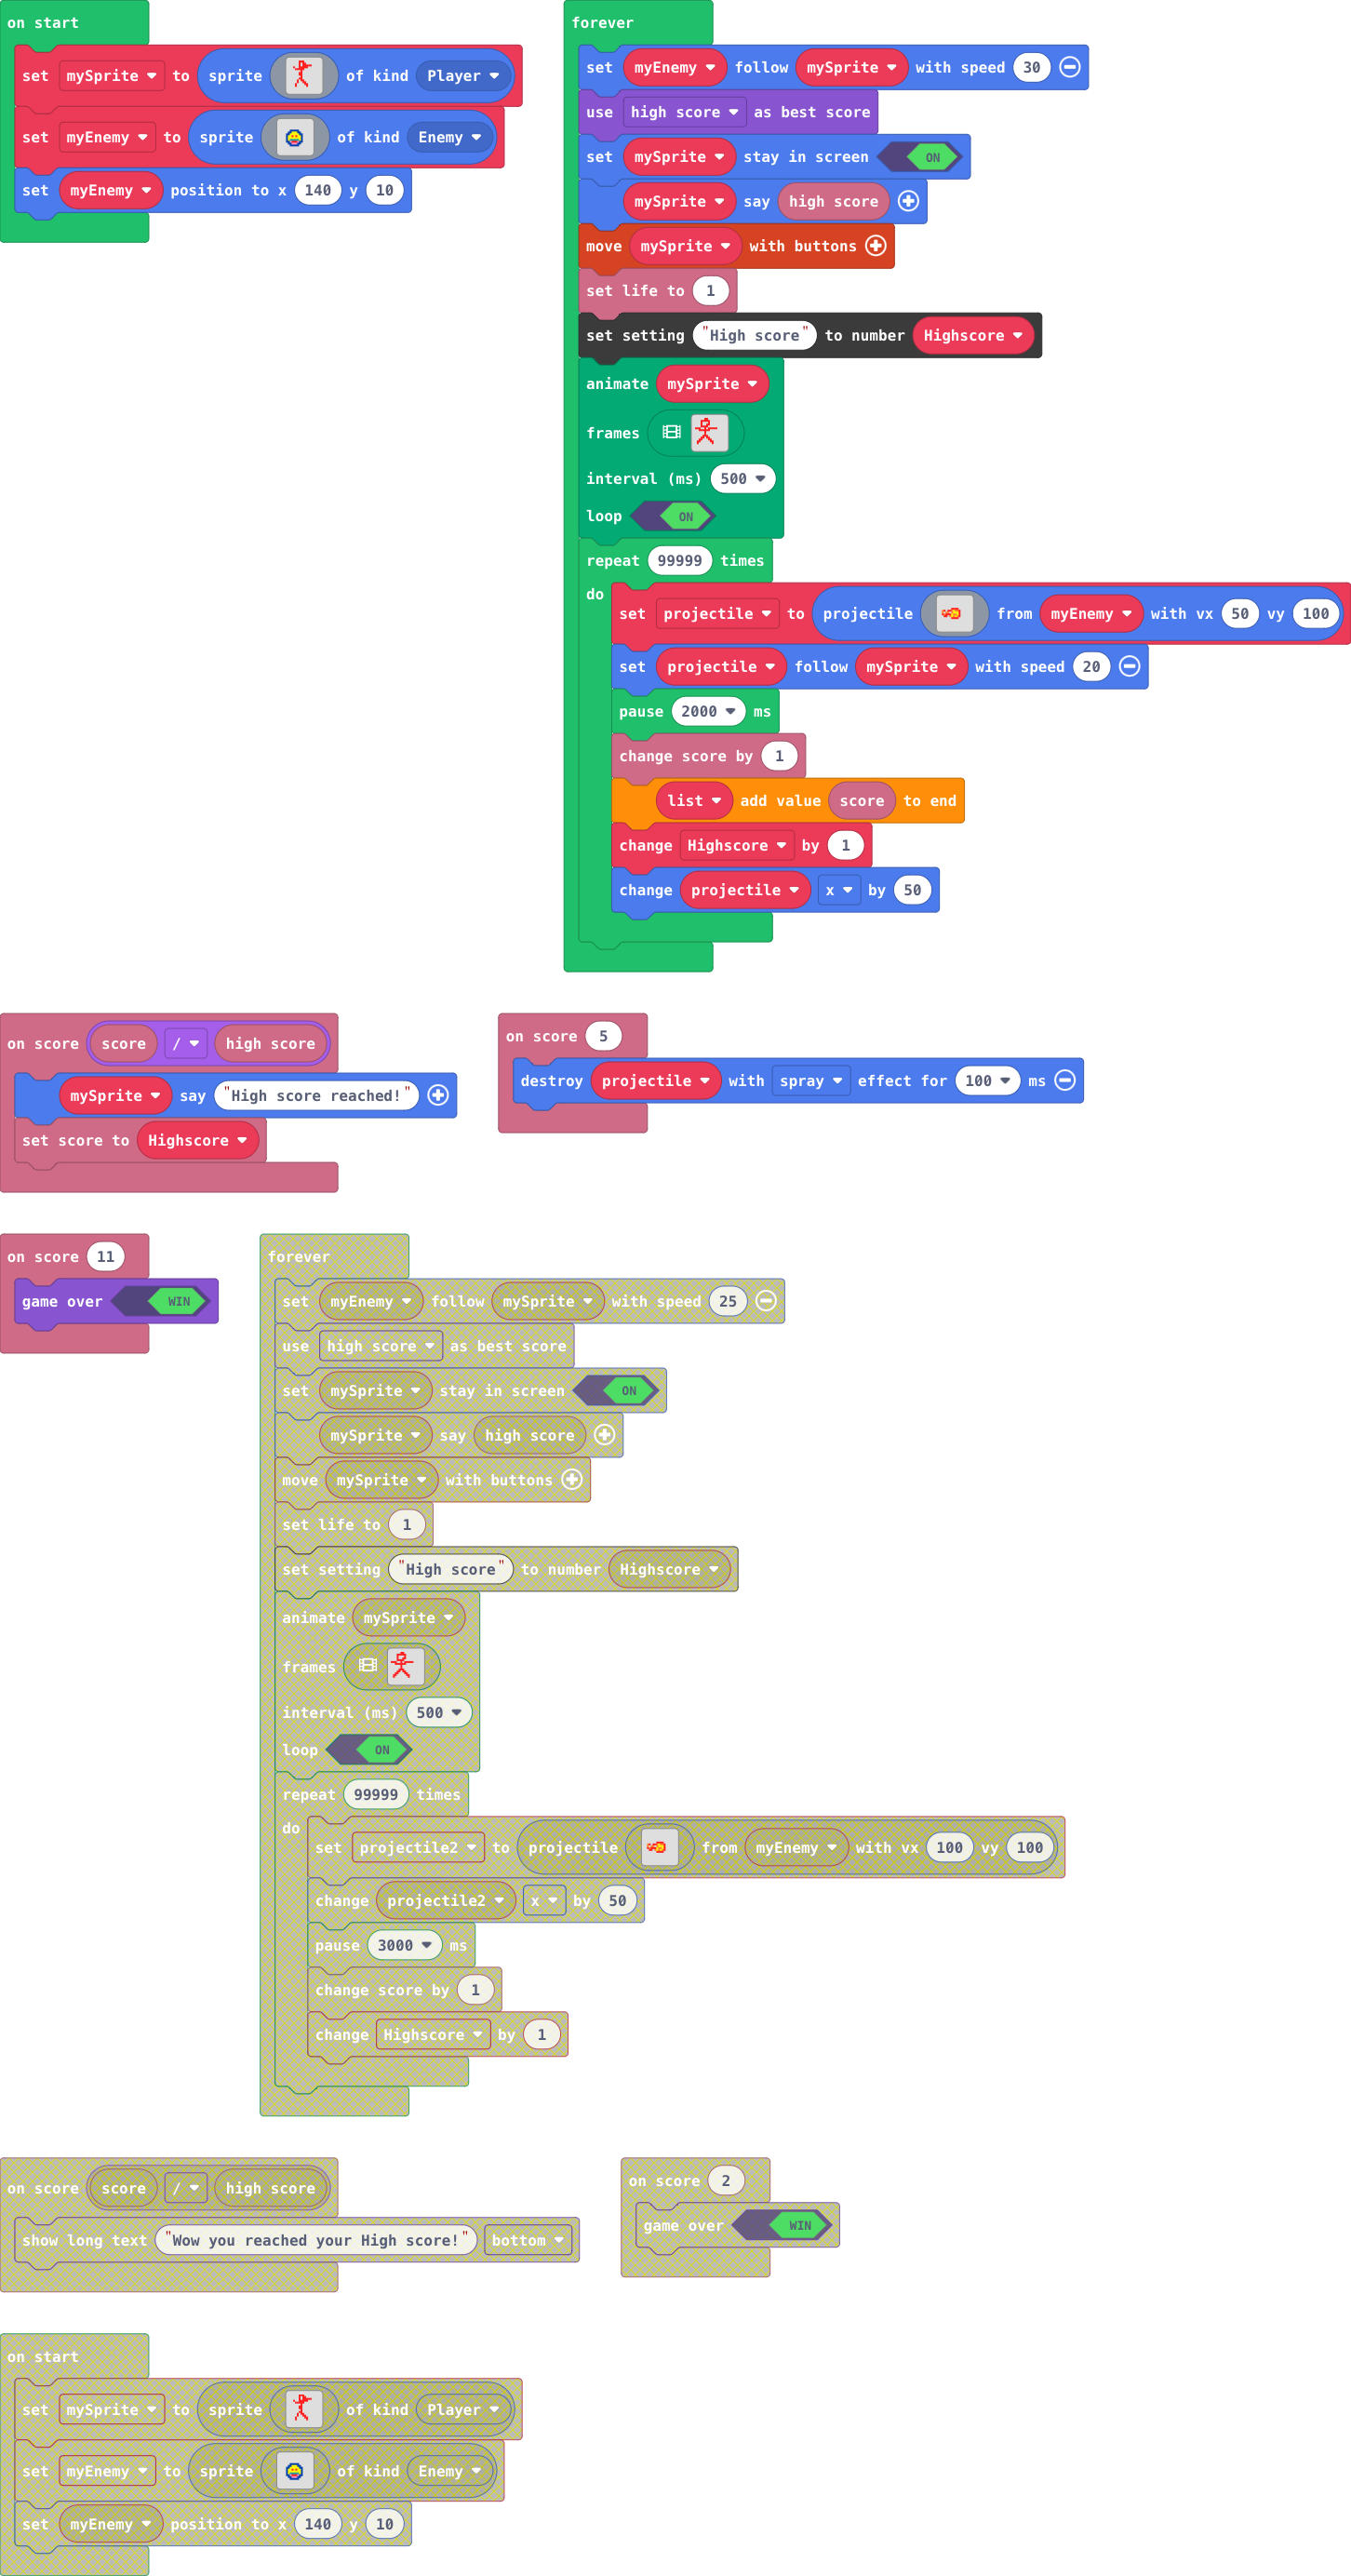 on start
set mySprite to sprite of kind Player
set myEnemy to sprite of kind Enemy
set myEnemy position to x 140 y 10
forever
set myEnemy follow mySprite with speed 30
use high score as best score
set mySprite stay in screen ON
mySprite say high score
move mySprite with buttons
set life to 1
set setting "High score" to number Highscore
animate mySprite
frames
interval (ms) 500
loop ON
repeat 99999 times
do
set projectile to projectile from myEnemy with vx 50 vy 100
set projectile follow mySprite with speed 20
pause 2000 ms
change score by 1
list add value score to end
change Highscore by 1
change projectile x by 50
on score score / high score
mySprite say "High score reached!"
set score to Highscore
on score 5
destroy projectile with spray effect for 100 ms
on score 11
game over WIN
forever
set myEnemy follow mySprite with speed 25
use high score as best score
set mySprite stay in screen ON
mySprite say high score
move mySprite with buttons
set life to 1
set setting "High score" to number Highscore
animate mySprite
frames
interval (ms) 500
loop ON
repeat 99999 times
do
set projectile2 to projectile from myEnemy with vx 100 vy 100
change projectile2 x by 50
pause 3000 ms
change score by 1
change Highscore by 1
on score score / high score
show long text "Wow you reached your High score!" bottom
on score 2
game over WIN
on start
set mySprite to sprite of kind Player
set myEnemy to sprite of kind Enemy
set myEnemy position to x 140 y 10